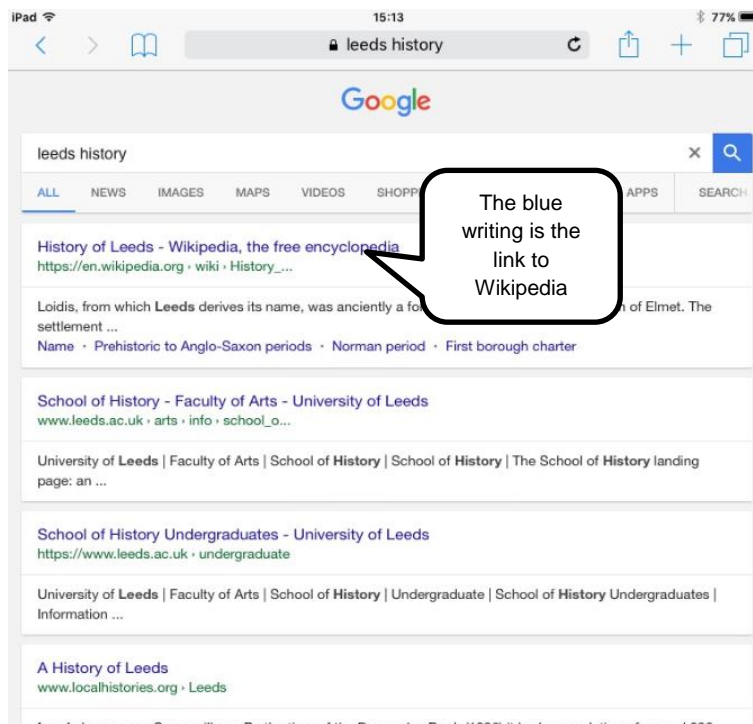 iPad 15:13 77%
leeds history
Google
leeds history
ALL NEWS IMAGES MAPS VIDEOS APPS SEARCH
The blue
writing is the
link to
Wikipedia
History of Leeds - Wikipedia, the free encyclopedia
https://en.wikipedia.org › wiki › History_...
Loidis, from which Leeds derives its name, was anciently a of Elmet. The
settlement ...
Name · Prehistoric to Anglo-Saxon periods · Norman period · First borough charter
School of History - Faculty of Arts - University of Leeds
www.leeds.ac.uk › arts › info › school_o...
University of Leeds | Faculty of Arts | School of History | School of History | The School of History landing
page: an ...
School of History Undergraduates - University of Leeds
https://www.leeds.ac.uk › undergraduate
University of Leeds | Faculty of Arts | School of History | Undergraduate | School of History Undergraduates |
Information ...
A History of Leeds
www.localhistories.org › Leeds